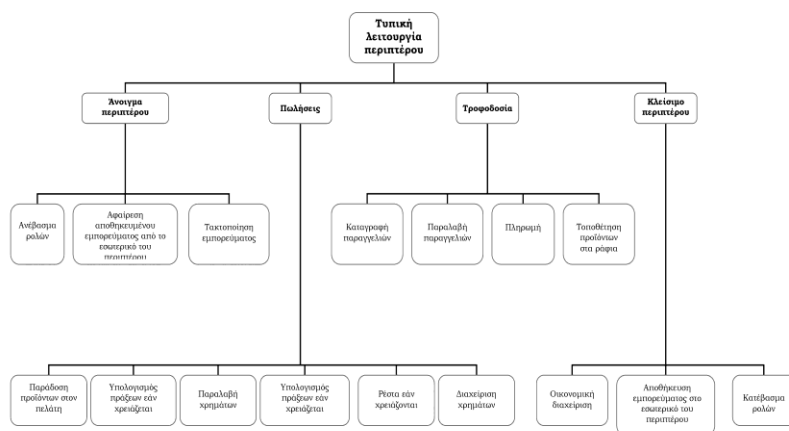 Τυπική
λειτουργία
περιπτέρου
Άνοιγμα
περιπτέρου
Πωλήσεις
Τροφοδοσία
Κλείσιμο
περιπτέρου
Ανέβασμα
ρολών
Αφαίρεση
αποθηκευμένου
εμπορεύματος από το
εσωτερικό του
περιπτέρου
Τακτοποίηση
εμπορεύματος
Καταγραφή
παραγγελιών
Παραλαβή
παραγγελιών
Πληρωμή
Τοποθέτηση
προϊόντων
στα ράφια
Παράδοση
προϊόντων στον
πελάτη
Υπολογισμός
πράξεων εάν
χρειάζεται
Παραλαβή
χρημάτων
Υπολογισμός
πράξεων εάν
χρειάζεται
Ρέστα εάν
χρειάζονται
Διαχείριση
χρημάτων
Οικονομική
διαχείριση
Αποθήκευση
εμπορεύματος στο
εσωτερικό του
περιπτέρου
Κατέβασμα
ρολών